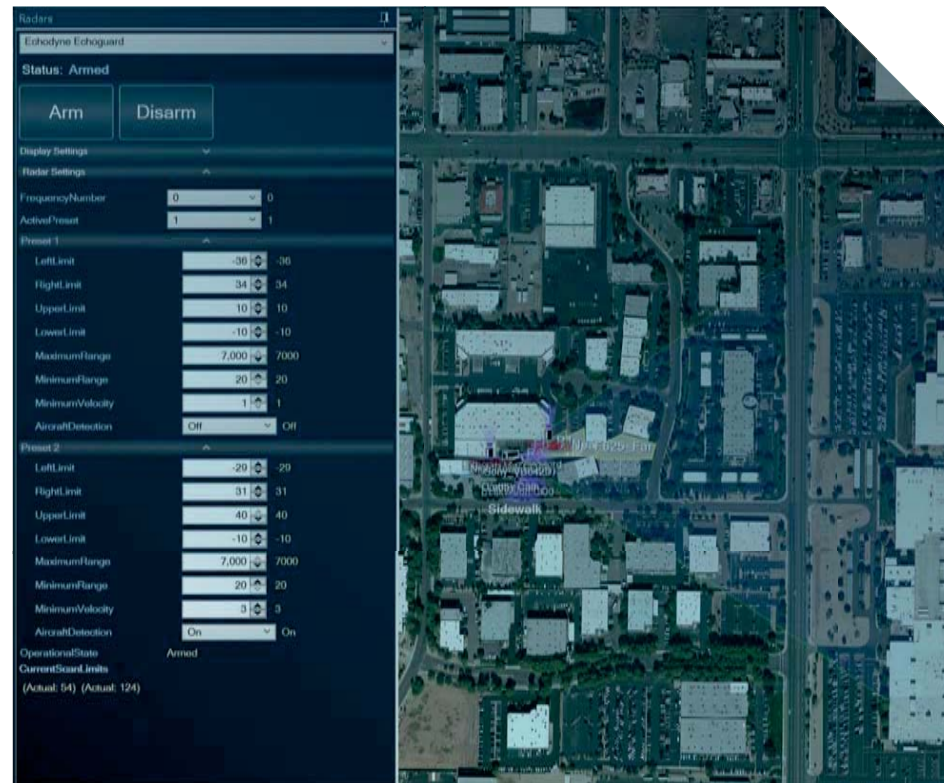 Radars
Echodyne Echoguard
Status: Armed
Arm Disarm
Display Settings
Radar Settings
FrequencyNumber 0 0
ActivePreset 1 1
Preset 1
LeftLimit -36 -36
RightLimit 34 34
UpperLimit 10 10
LowerLimit -10 -10
MaximumRange 7,000 7000
MinimumRange 20 20
MinimumVelocity 1 1
AircraftDetection Off Off
Preset 2
LeftLimit -29 -29
RightLimit 31 31
UpperLimit 40 40
LowerLimit -10 -10
MaximumRange 7,000 7000
MinimumRange 20 20
MinimumVelocity 3 3
AircraftDetection On On
OperationalState Armed
CurrentScanLimits
(Actual: 54) (Actual: 124)
Sidewalk